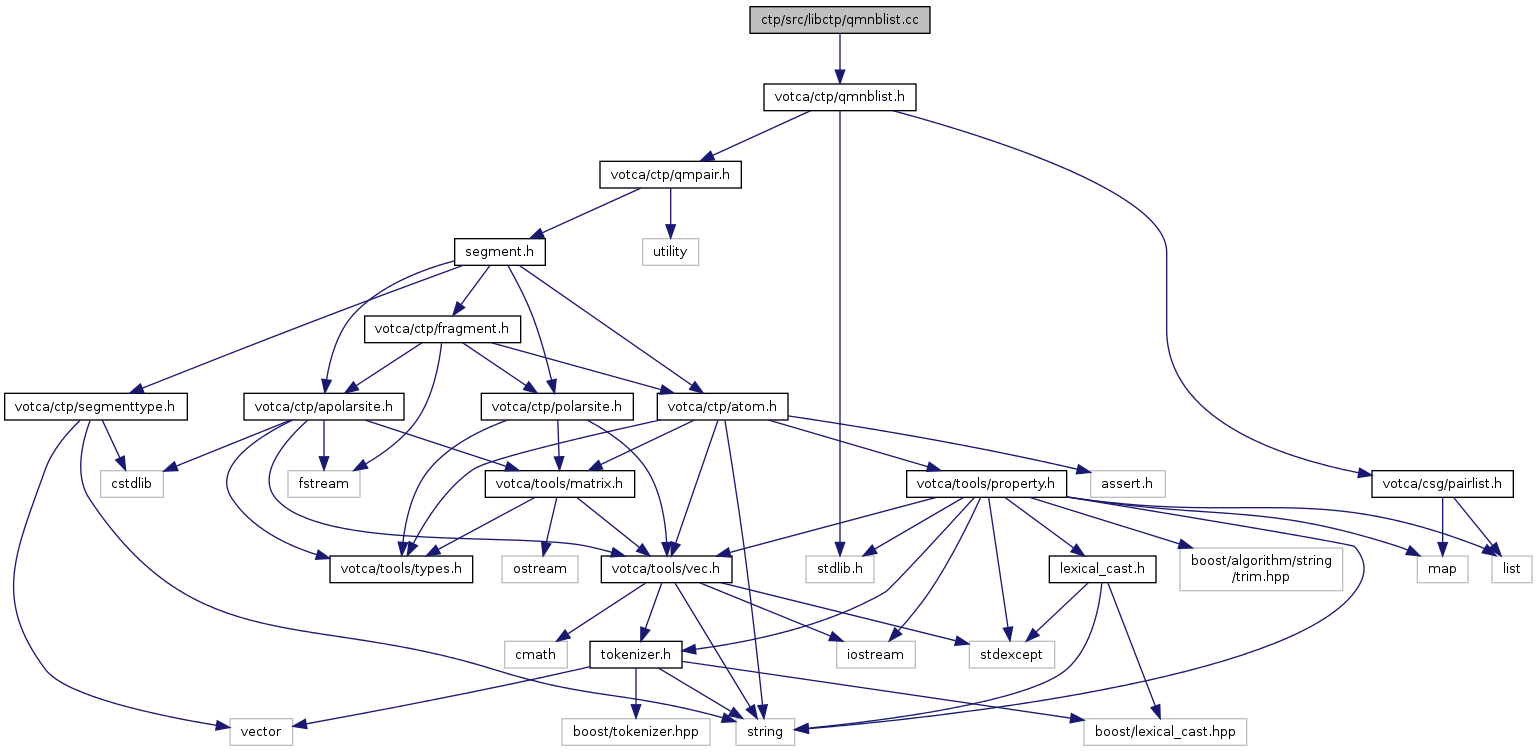 ctp/src/libctp/qmnblist.cc
votca/ctp/qmnblist.h
votca/ctp/qmpair.h
segment.h
utility
votca/ctp/fragment.h
votca/ctp/segmenttype.h
votca/ctp/apolarsite.h
votca/ctp/polarsite.h
votca/ctp/atom.h
cstdlib
fstream
votca/tools/matrix.h
votca/tools/property.h
assert.h
votca/csg/pairlist.h
votca/tools/types.h
ostream
votca/tools/vec.h
stdlib.h
lexical_cast.h
boost/algorithm/string
/trim.hpp
map
list
cmath
tokenizer.h
iostream
stdexcept
vector
boost/tokenizer.hpp
string
boost/lexical_cast.hpp